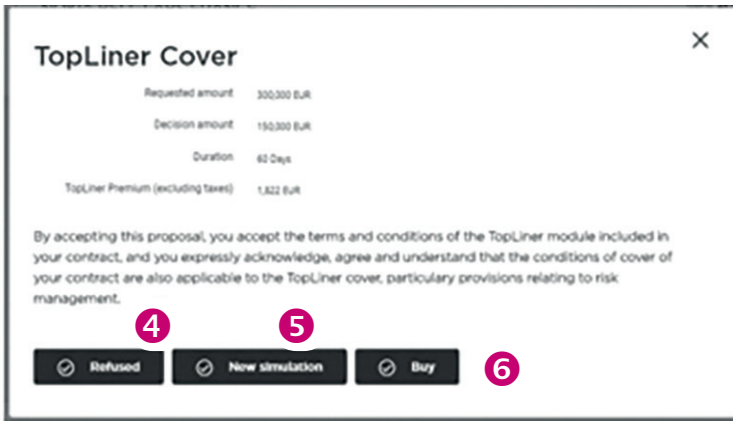 TopLiner Cover
Requested amount 300,000 EUR
Decision amount 150,000 EUR
Duration 60 Days
TopLiner Premium (excluding taxes) 1,822 EUR
By accepting this proposal, you accept the terms and conditions of the TopLiner module included in
your contract, and you expressly acknowledge, agree and understand that the conditions of cover of
your contract are also applicable to the TopLiner cover, particulary provisions relating to risk
management.
4 5
Refused New simulation Buy 6